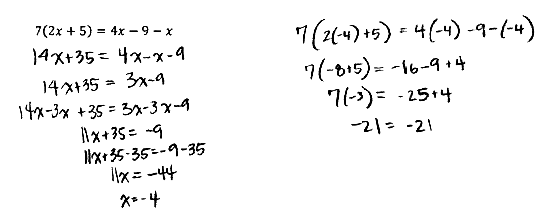 7(2x + 5) = 4x − 9 − x
14x+35 = 4x-x-9
14x+35 = 3x-9
14x-3x +35 = 3x-3x-9
11x+35 = -9
11x+35-35=-9-35
11x = -44
x=-4
7(2(-4)+5) = 4(-4) -9-(-4)
7(-8+5) = -16-9+4
7(-3) = -25+4
-21 = -21